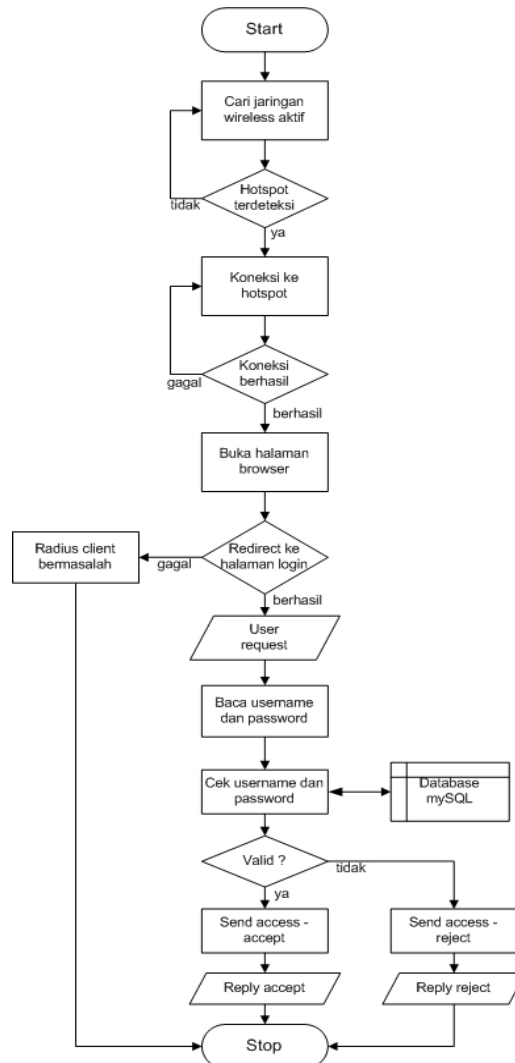 Start
Cari jaringan
wireless aktif
Hotspot
terdeteksi
tidak
ya
Koneksi ke
hotspot
Koneksi
berhasil
gagal
berhasil
Buka halaman
browser
Radius client
bermasalah
gagal
Redirect ke
halaman login
berhasil
User
request
Baca username
dan password
Cek username dan
password
Database
mySQL
Valid ?
tidak
ya
Send access -
accept
Send access -
reject
Reply accept
Reply reject
Stop